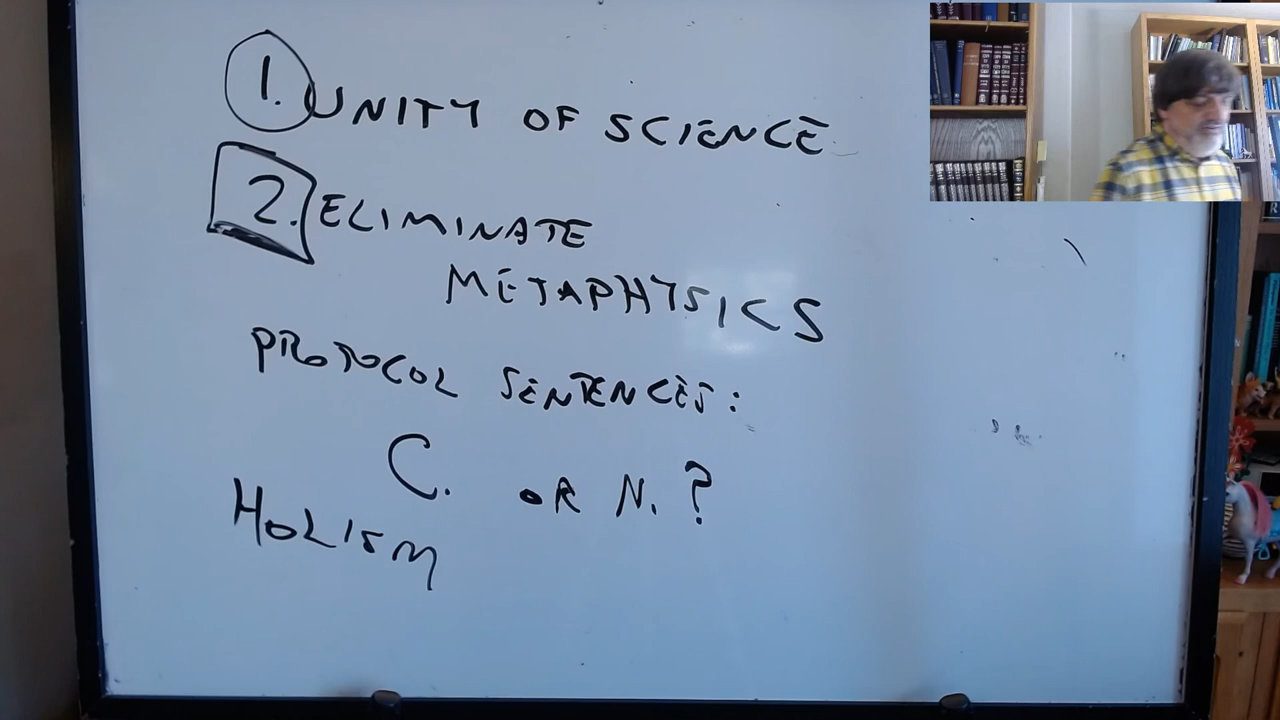 1. UNITY OF SCIENCE
2. ELIMINATE
METAPHYSICS
PROTOCOL SENTENCES:
C. OR N. ?
HOLISM